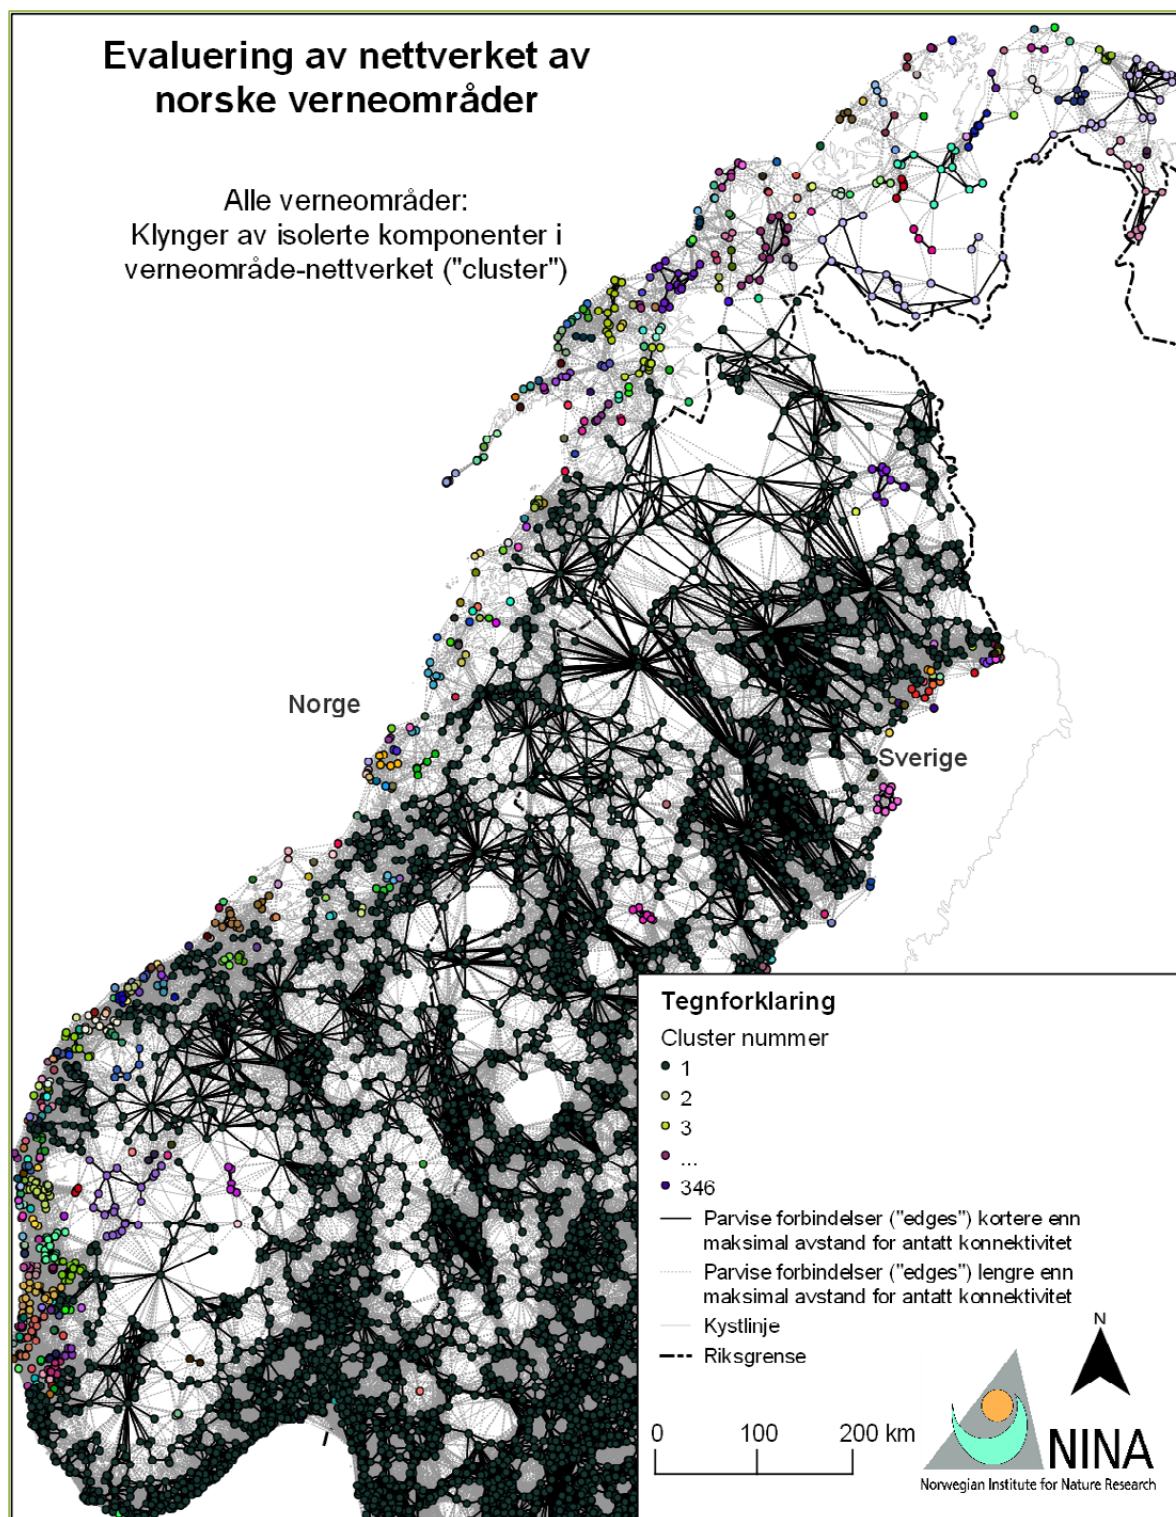 Evaluering av nettverket av
norske verneområder
Alle verneområder:
Klynger av isolerte komponenter i
verneområde-nettverket ("cluster")
Norge
Sverige
Tegnforklaring
Cluster nummer
1
2
3
...
346
Parvise forbindelser ("edges") kortere enn
maksimal avstand for antatt konnektivitet
Parvise forbindelser ("edges") lengre enn
maksimal avstand for antatt konnektivitet
Kystlinje
Riksgrense
N
0 100 200 km
NINA
Norwegian Institute for Nature Research